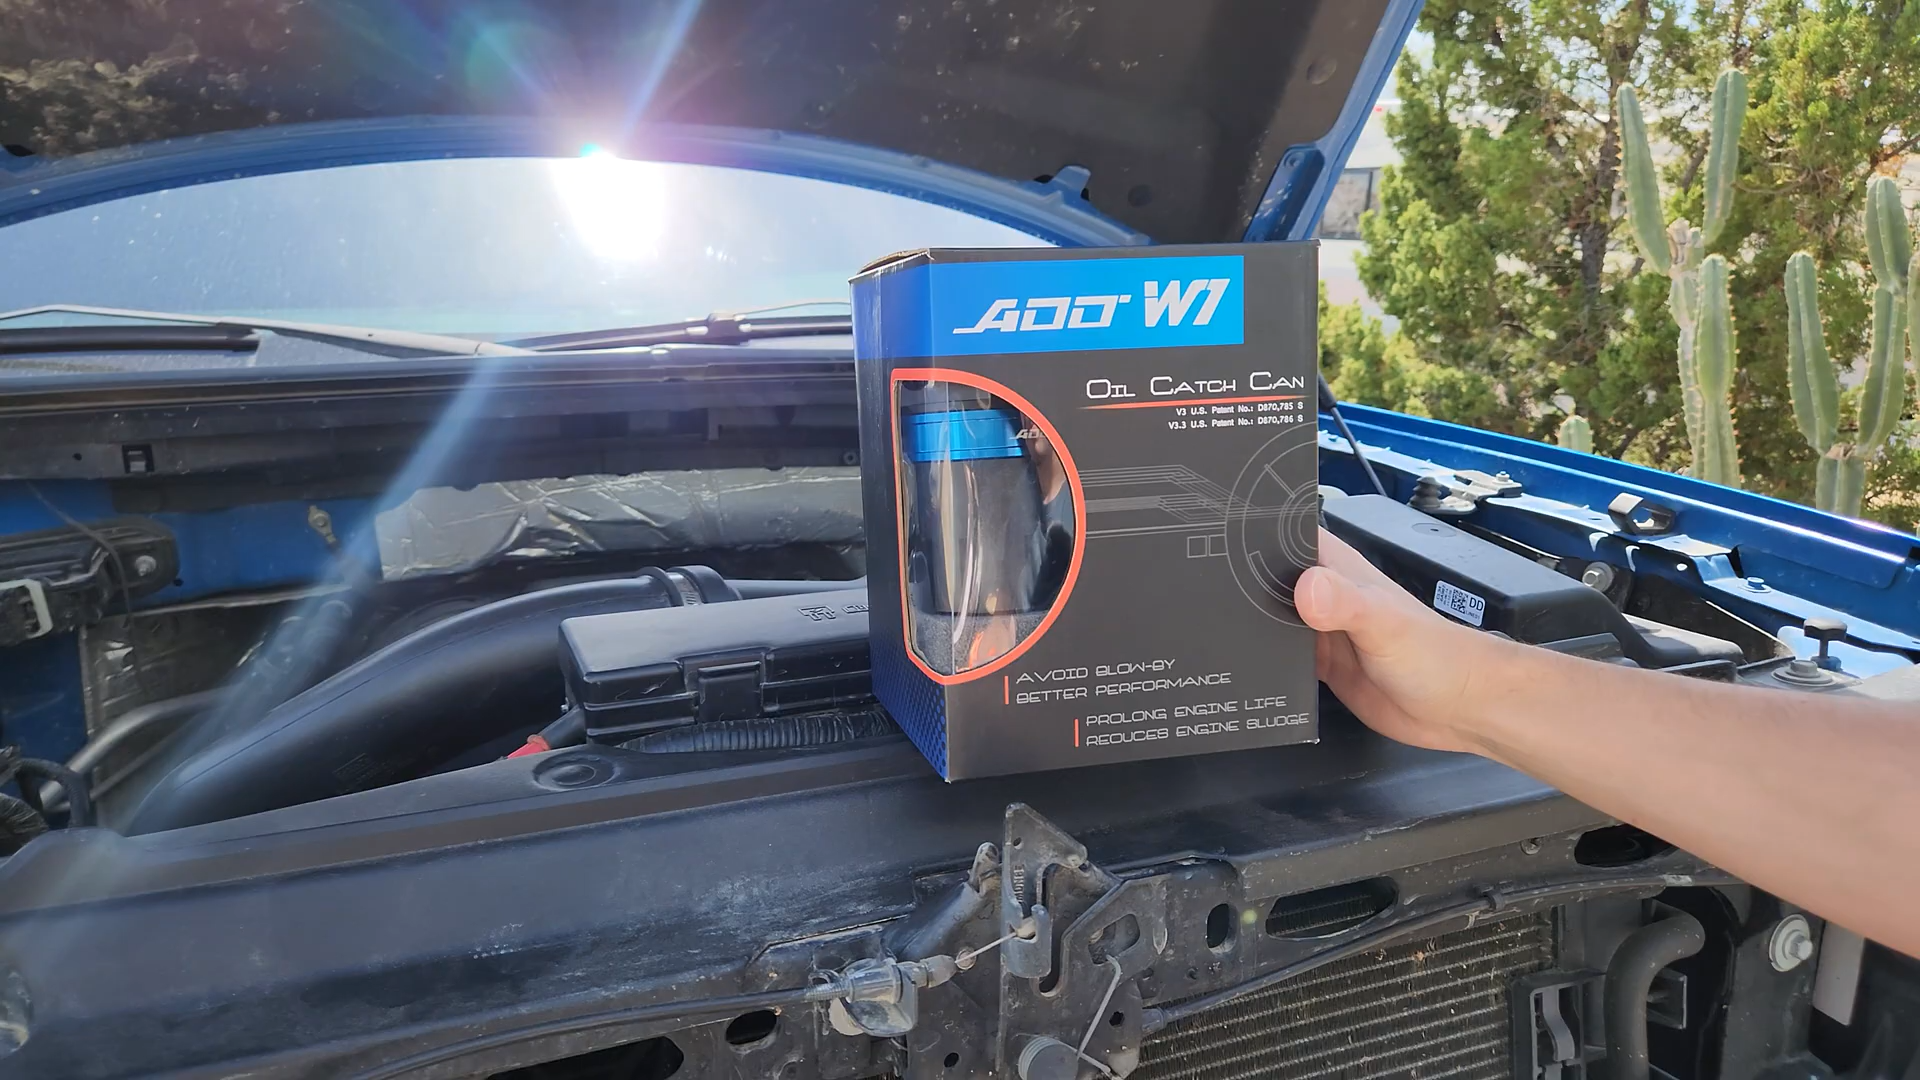 ADD W1
OIL CATCH CAN
V3 U.S. Patent No.: D870,785 S
V3.3 U.S. Patent No.: D870,786 S
AVOID BLOW-BY
BETTER PERFORMANCE
PROLONG ENGINE LIFE
REDUCES ENGINE SLUDGE
DD